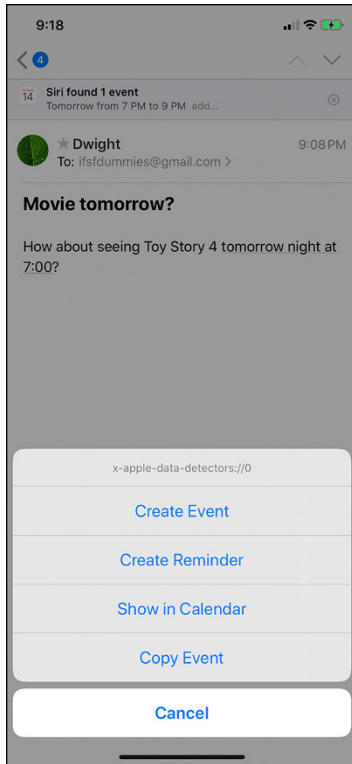 9:18
4
14
Siri found 1 event
Tomorrow from 7 PM to 9 PM add...
★ Dwight
9:08 PM
To: ifsfdummies@gmail.com >
Movie tomorrow?
How about seeing Toy Story 4 tomorrow night at
7:00?
x-apple-data-detectors://0
Create Event
Create Reminder
Show in Calendar
Copy Event
Cancel